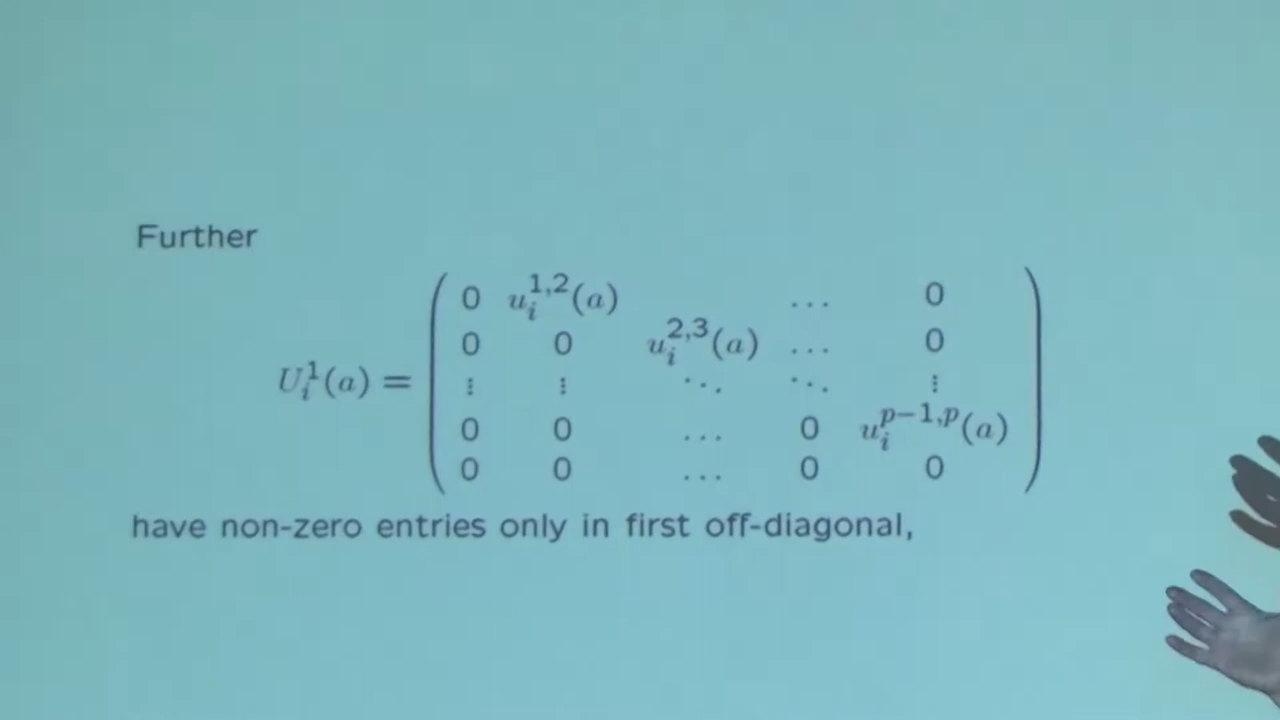 Further
0 u_i^{1,2}(a) ... 0
0 0 u_i^{2,3}(a) ... 0
U_i^1(a) = ⋮ ⋮ ⋱ ⋱ ⋮
0 0 ... 0 u_i^{p-1,p}(a)
0 0 ... 0 0
have non-zero entries only in first off-diagonal,